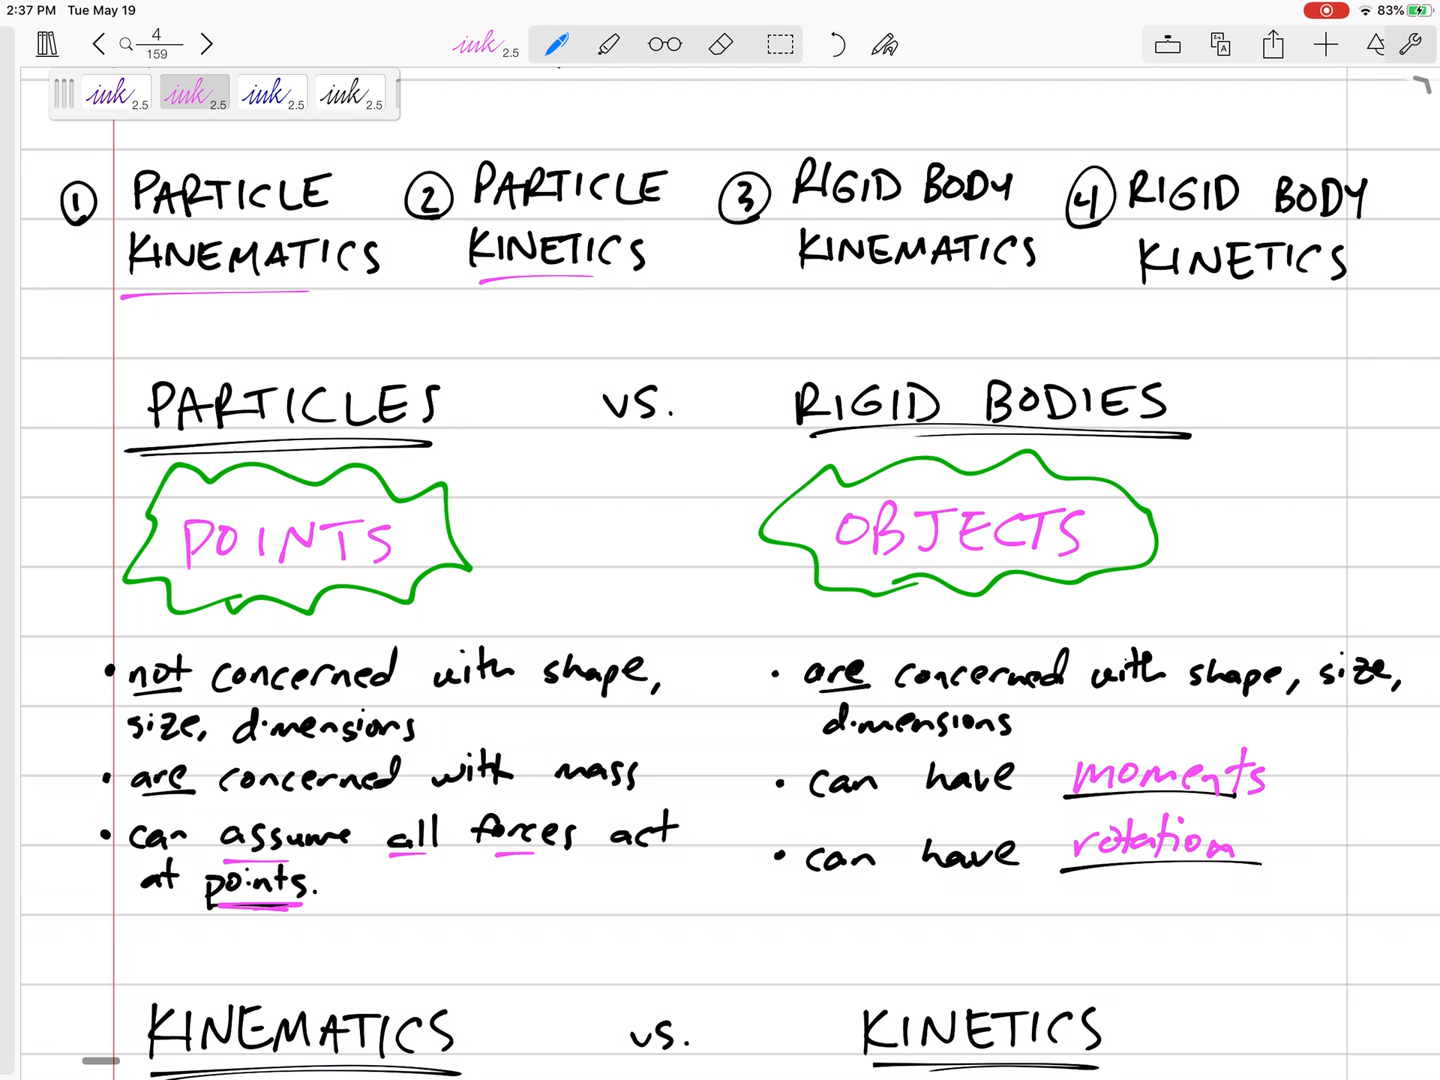 2:37 PM Tue May 19
83%
4
159
ink 2.5
ink 2.5
ink 2.5
ink 2.5
ink 2.5
① PARTICLE KINEMATICS
② PARTICLE KINETICS
③ RIGID BODY KINEMATICS
④ RIGID BODY KINETICS
PARTICLES vs. RIGID BODIES
POINTS
OBJECTS
• not concerned with shape,
size, dimensions
• are concerned with mass
• can assume all forces act
at points.
• are concerned with shape, size,
dimensions
• can have moments
• can have rotation
KINEMATICS vs. KINETICS